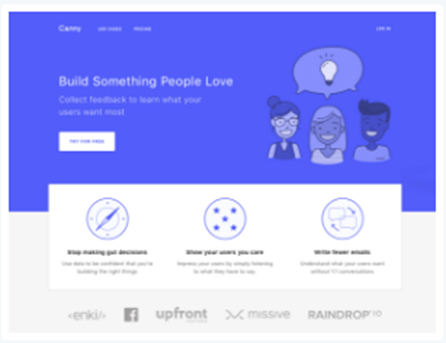 Canny USE CASES PRICING LOG IN
Build Something People Love
Collect feedback to learn what your
users want most
TRY FOR FREE
Stop making gut decisions
Use data to be confident that you're
building the right things
Show your users you care
Impress your users by simply listening
to what they have to say
Write fewer emails
Understand what your users want
without 1:1 conversations
<enki/>
upfront
missive
RAINDROP.IO